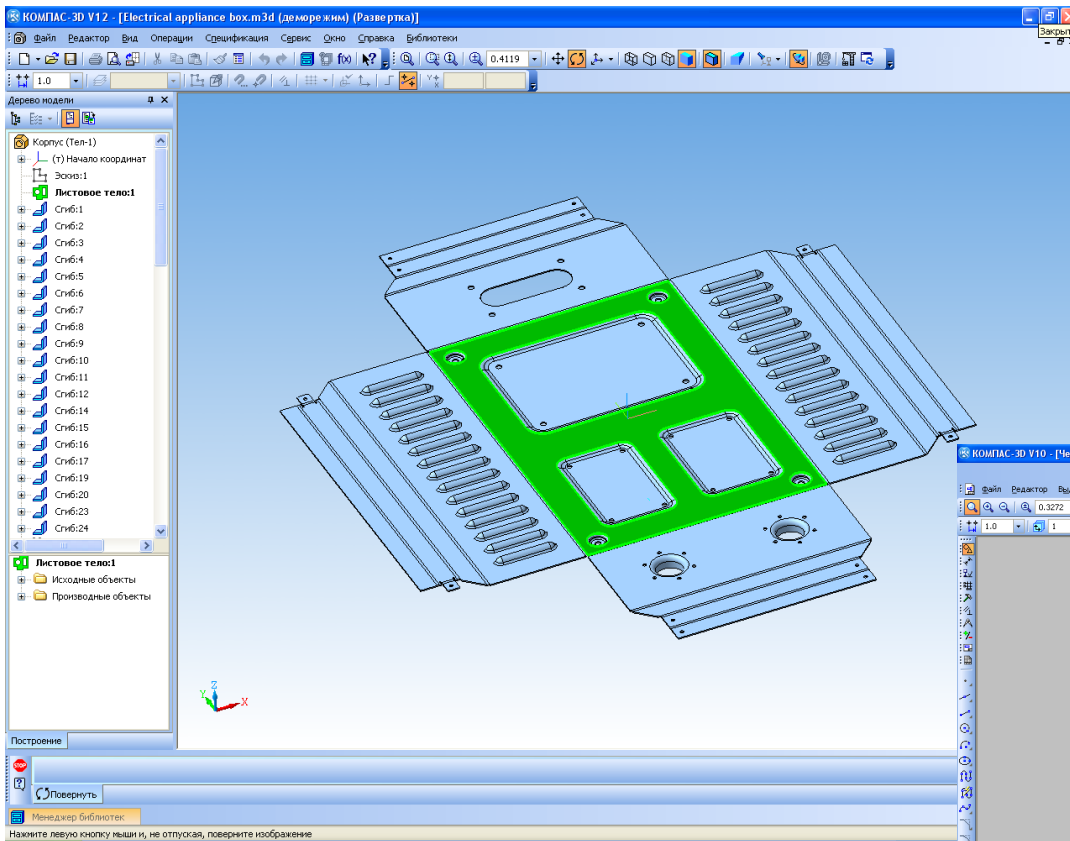 КОМПАС-3D V12 - [Electrical appliance box.m3d (деморежим) (Развертка)]
Закрыт
Файл Редактор Вид Операции Спецификация Сервис Окно Справка Библиотеки
0.4119
1.0
Дерево модели
Корпус (Тел-1)
(т) Начало координат
Эскиз:1
Листовое тело:1
Сгиб:1
Сгиб:2
Сгиб:3
Сгиб:4
Сгиб:5
Сгиб:6
Сгиб:7
Сгиб:8
Сгиб:9
Сгиб:10
Сгиб:11
Сгиб:12
Сгиб:14
Сгиб:15
Сгиб:16
Сгиб:17
Сгиб:19
Сгиб:20
Сгиб:23
Сгиб:24
Листовое тело:1
Исходные объекты
Производные объекты
Построение
Z
Y
X
КОМПАС-3D V10 - [Че
Файл Редактор Вы
0.3272
1.0 1
STOP
Повернуть
Менеджер библиотек
Нажмите левую кнопку мыши и, не отпуская, поверните изображение